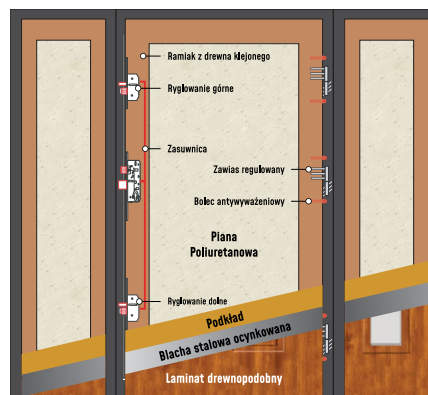 Ramiak z drewna klejonego
Ryglowanie górne
Zasuwnica
Zawias regulowany
Bolec antywyważeniowy
Piana
Poliuretanowa
Ryglowanie dolne
Podkład
Blacha stalowa ocynkowana
Laminat drewnopodobny